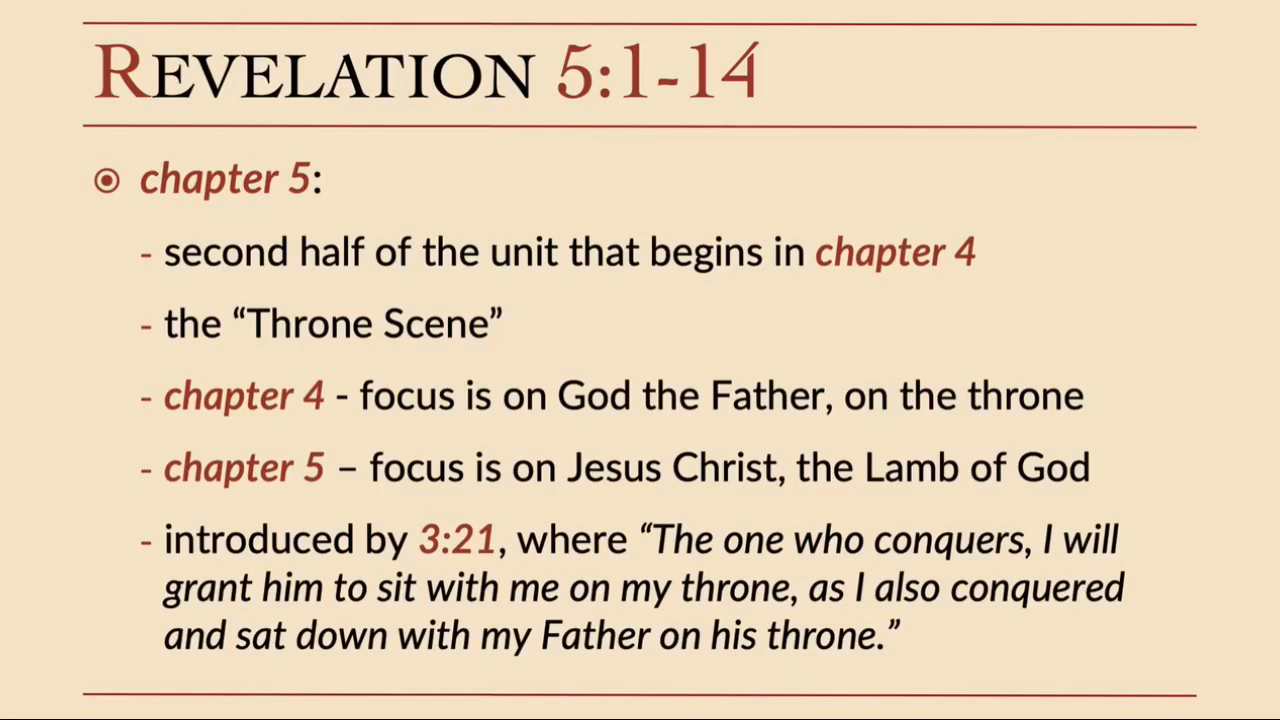 REVELATION 5:1-14
chapter 5:
- second half of the unit that begins in chapter 4
- the “Throne Scene”
- chapter 4 - focus is on God the Father, on the throne
- chapter 5 – focus is on Jesus Christ, the Lamb of God
- introduced by 3:21, where “The one who conquers, I will
grant him to sit with me on my throne, as I also conquered
and sat down with my Father on his throne.”